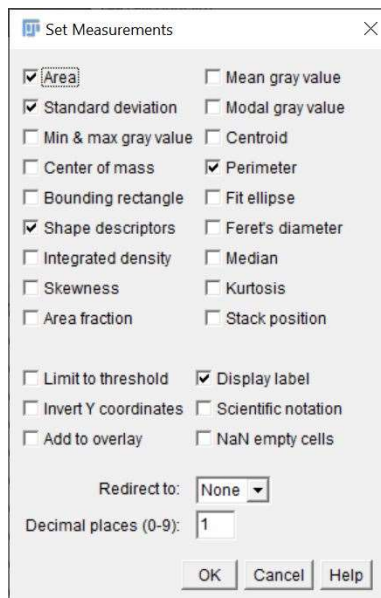 Set Measurements
Area Mean gray value
Standard deviation Modal gray value
Min & max gray value Centroid
Center of mass Perimeter
Bounding rectangle Fit ellipse
Shape descriptors Feret's diameter
Integrated density Median
Skewness Kurtosis
Area fraction Stack position
Limit to threshold Display label
Invert Y coordinates Scientific notation
Add to overlay NaN empty cells
Redirect to: None
Decimal places (0-9): 1
OK Cancel Help